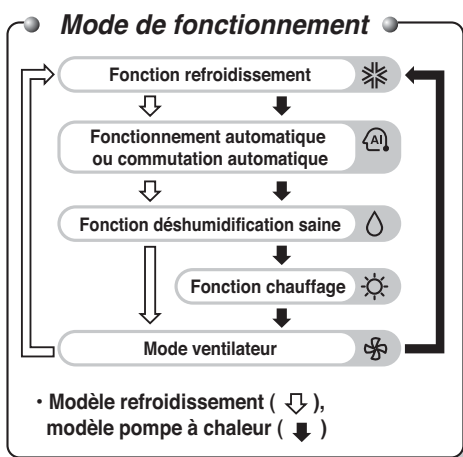 Mode de fonctionnement
Fonction refroidissement
Fonctionnement automatique
ou commutation automatique
AI
Fonction déshumidification saine
Fonction chauffage
Mode ventilateur
• Modèle refroidissement ( ),
modèle pompe à chaleur ( )